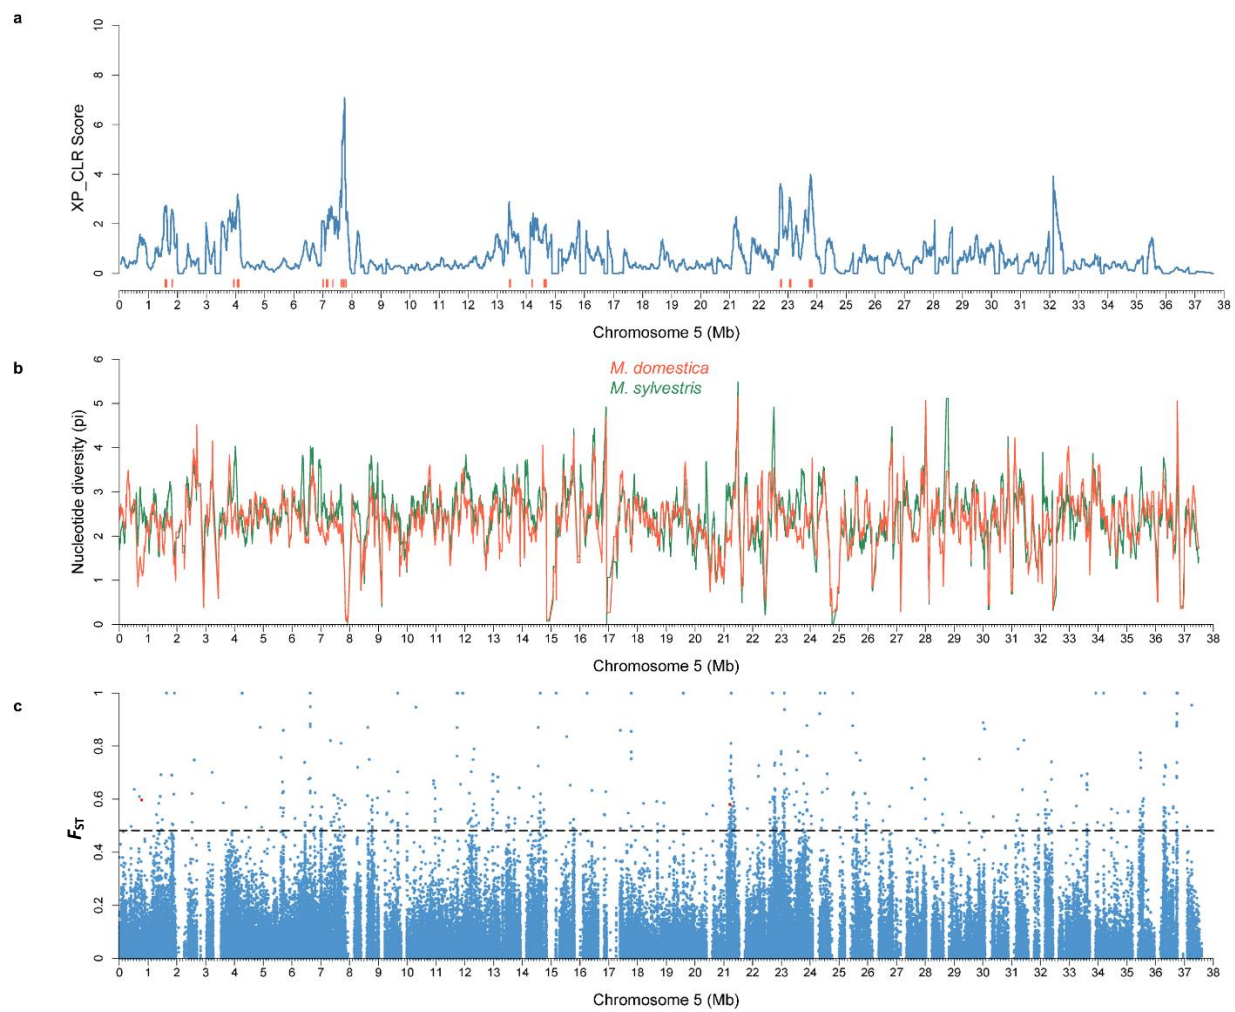 a
XP_CLR Score
10
8
6
4
2
0
0 1 2 3 4 5 6 7 8 9 10 11 12 13 14 15 16 17 18 19 20 21 22 23 24 25 26 27 28 29 30 31 32 33 34 35 36 37 38
Chromosome 5 (Mb)
b
Nucleotide diversity (pi)
6
5
4
3
2
1
0
M. domestica
M. sylvestris
0 1 2 3 4 5 6 7 8 9 10 11 12 13 14 15 16 17 18 19 20 21 22 23 24 25 26 27 28 29 30 31 32 33 34 35 36 37 38
Chromosome 5 (Mb)
c
FST
1
0.8
0.6
0.4
0.2
0
0 1 2 3 4 5 6 7 8 9 10 11 12 13 14 15 16 17 18 19 20 21 22 23 24 25 26 27 28 29 30 31 32 33 34 35 36 37 38
Chromosome 5 (Mb)